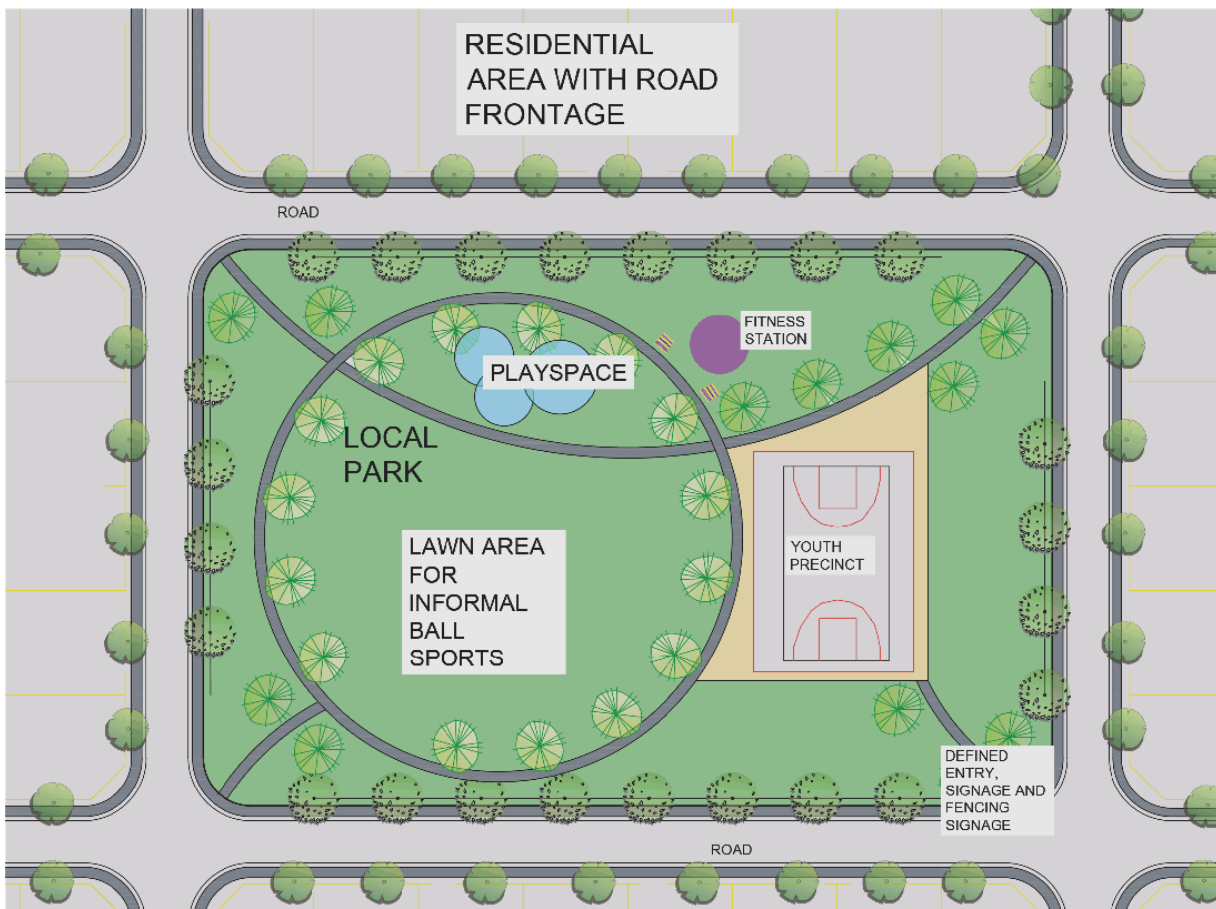 RESIDENTIAL
AREA WITH ROAD
FRONTAGE
ROAD
FITNESS
STATION
PLAYSPACE
LOCAL
PARK
LAWN AREA
FOR
INFORMAL
BALL
SPORTS
YOUTH
PRECINCT
DEFINED
ENTRY,
SIGNAGE AND
FENCING
SIGNAGE
ROAD